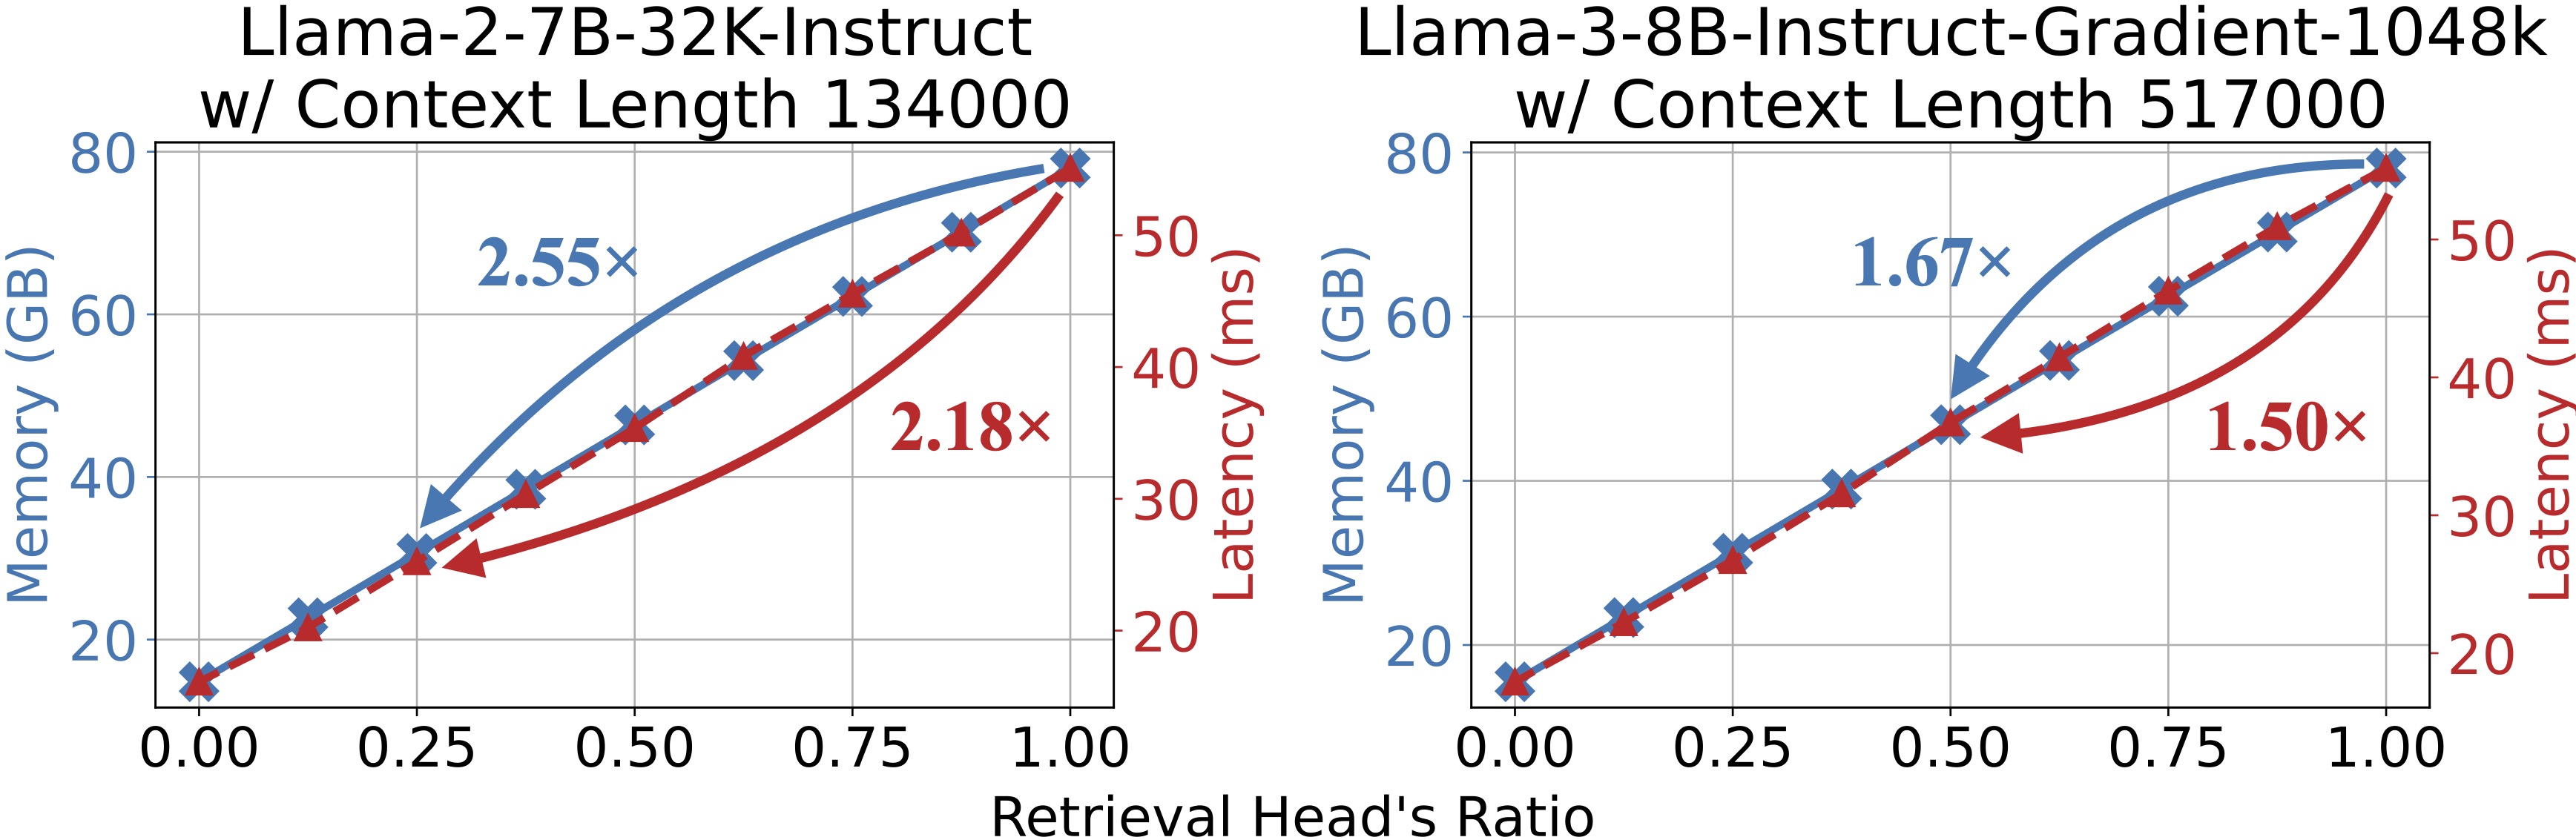 Llama-2-7B-32K-Instruct
w/ Context Length 134000
Memory (GB)
80
60
40
20
2.55×
2.18×
50
40
30
20
Latency (ms)
0.00 0.25 0.50 0.75 1.00
Llama-3-8B-Instruct-Gradient-1048k
w/ Context Length 517000
Memory (GB)
80
60
40
20
1.67×
1.50×
50
40
30
20
Latency (ms)
0.00 0.25 0.50 0.75 1.00
Retrieval Head's Ratio